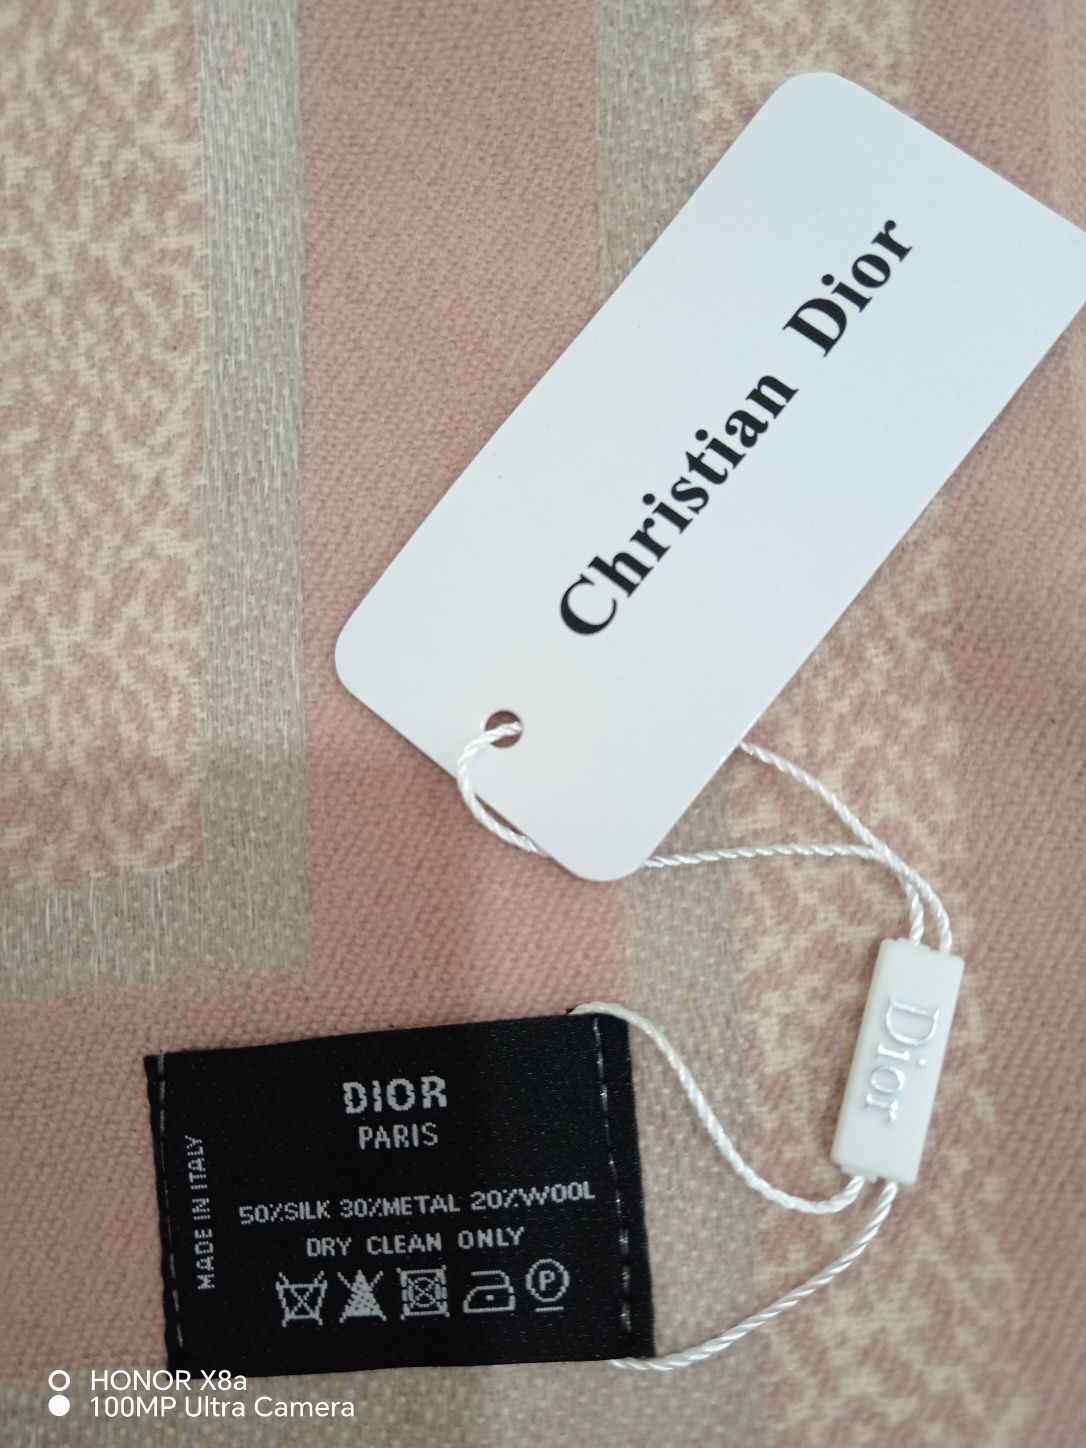 Christian Dior
Dior
DIOR
PARIS
MADE IN ITALY
50%SILK 30%METAL 20%WOOL
DRY CLEAN ONLY
P
HONOR X8a
100MP Ultra Camera